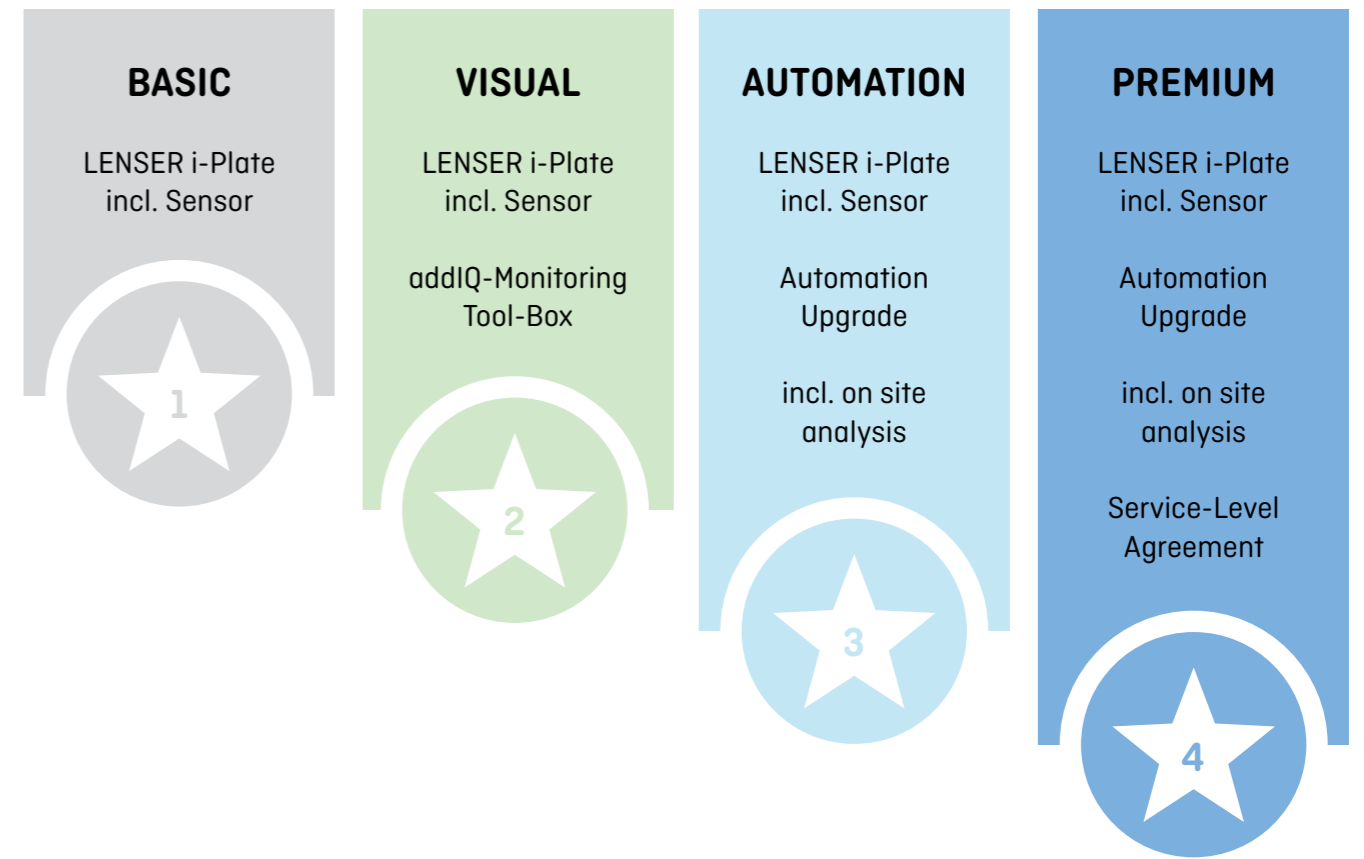 BASIC
LENSER i-Plate
incl. Sensor
1
VISUAL
LENSER i-Plate
incl. Sensor
addIQ-Monitoring
Tool-Box
2
AUTOMATION
LENSER i-Plate
incl. Sensor
Automation
Upgrade
incl. on site
analysis
3
PREMIUM
LENSER i-Plate
incl. Sensor
Automation
Upgrade
incl. on site
analysis
Service-Level
Agreement
4